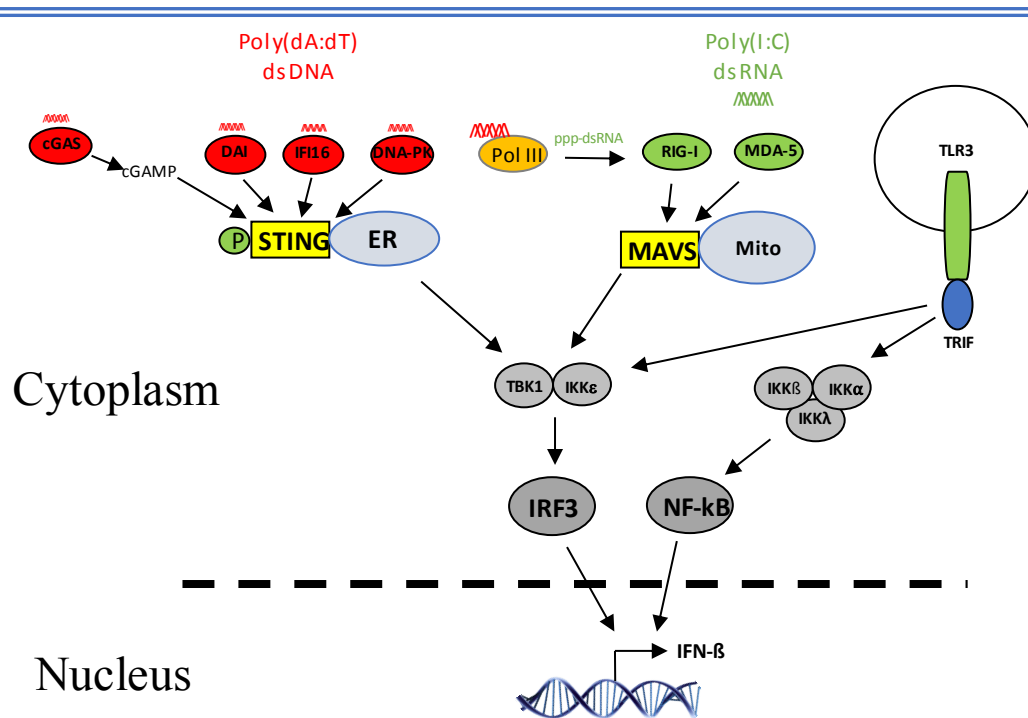 Poly(dA:dT)
dsDNA
Poly(I:C)
dsRNA
cGAS
cGAMP
DAI
IFI16
DNA-PK
Pol III
ppp-dsRNA
RIG-I
MDA-5
TLR3
P
STING
ER
MAVS
Mito
TRIF
Cytoplasm
TBK1
IKKε
IKKß
IKKα
IKKλ
IRF3
NF-kB
IFN-ß
Nucleus